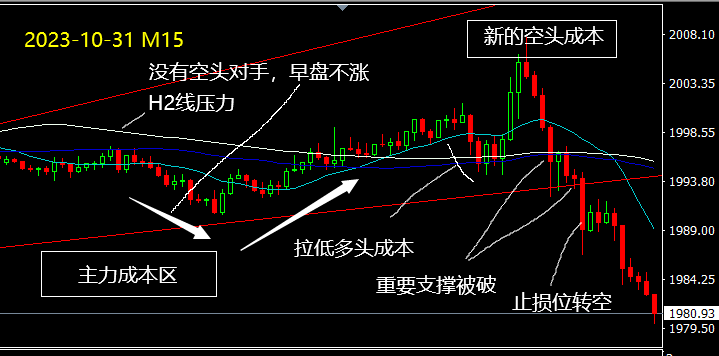 2023-10-31 M15
新的空头成本
没有空头对手，早盘不涨
H2线压力
拉低多头成本
主力成本区
重要支撑被破
止损位转空
2008.10
2003.35
1998.55
1993.80
1989.00
1984.25
1980.93
1979.50